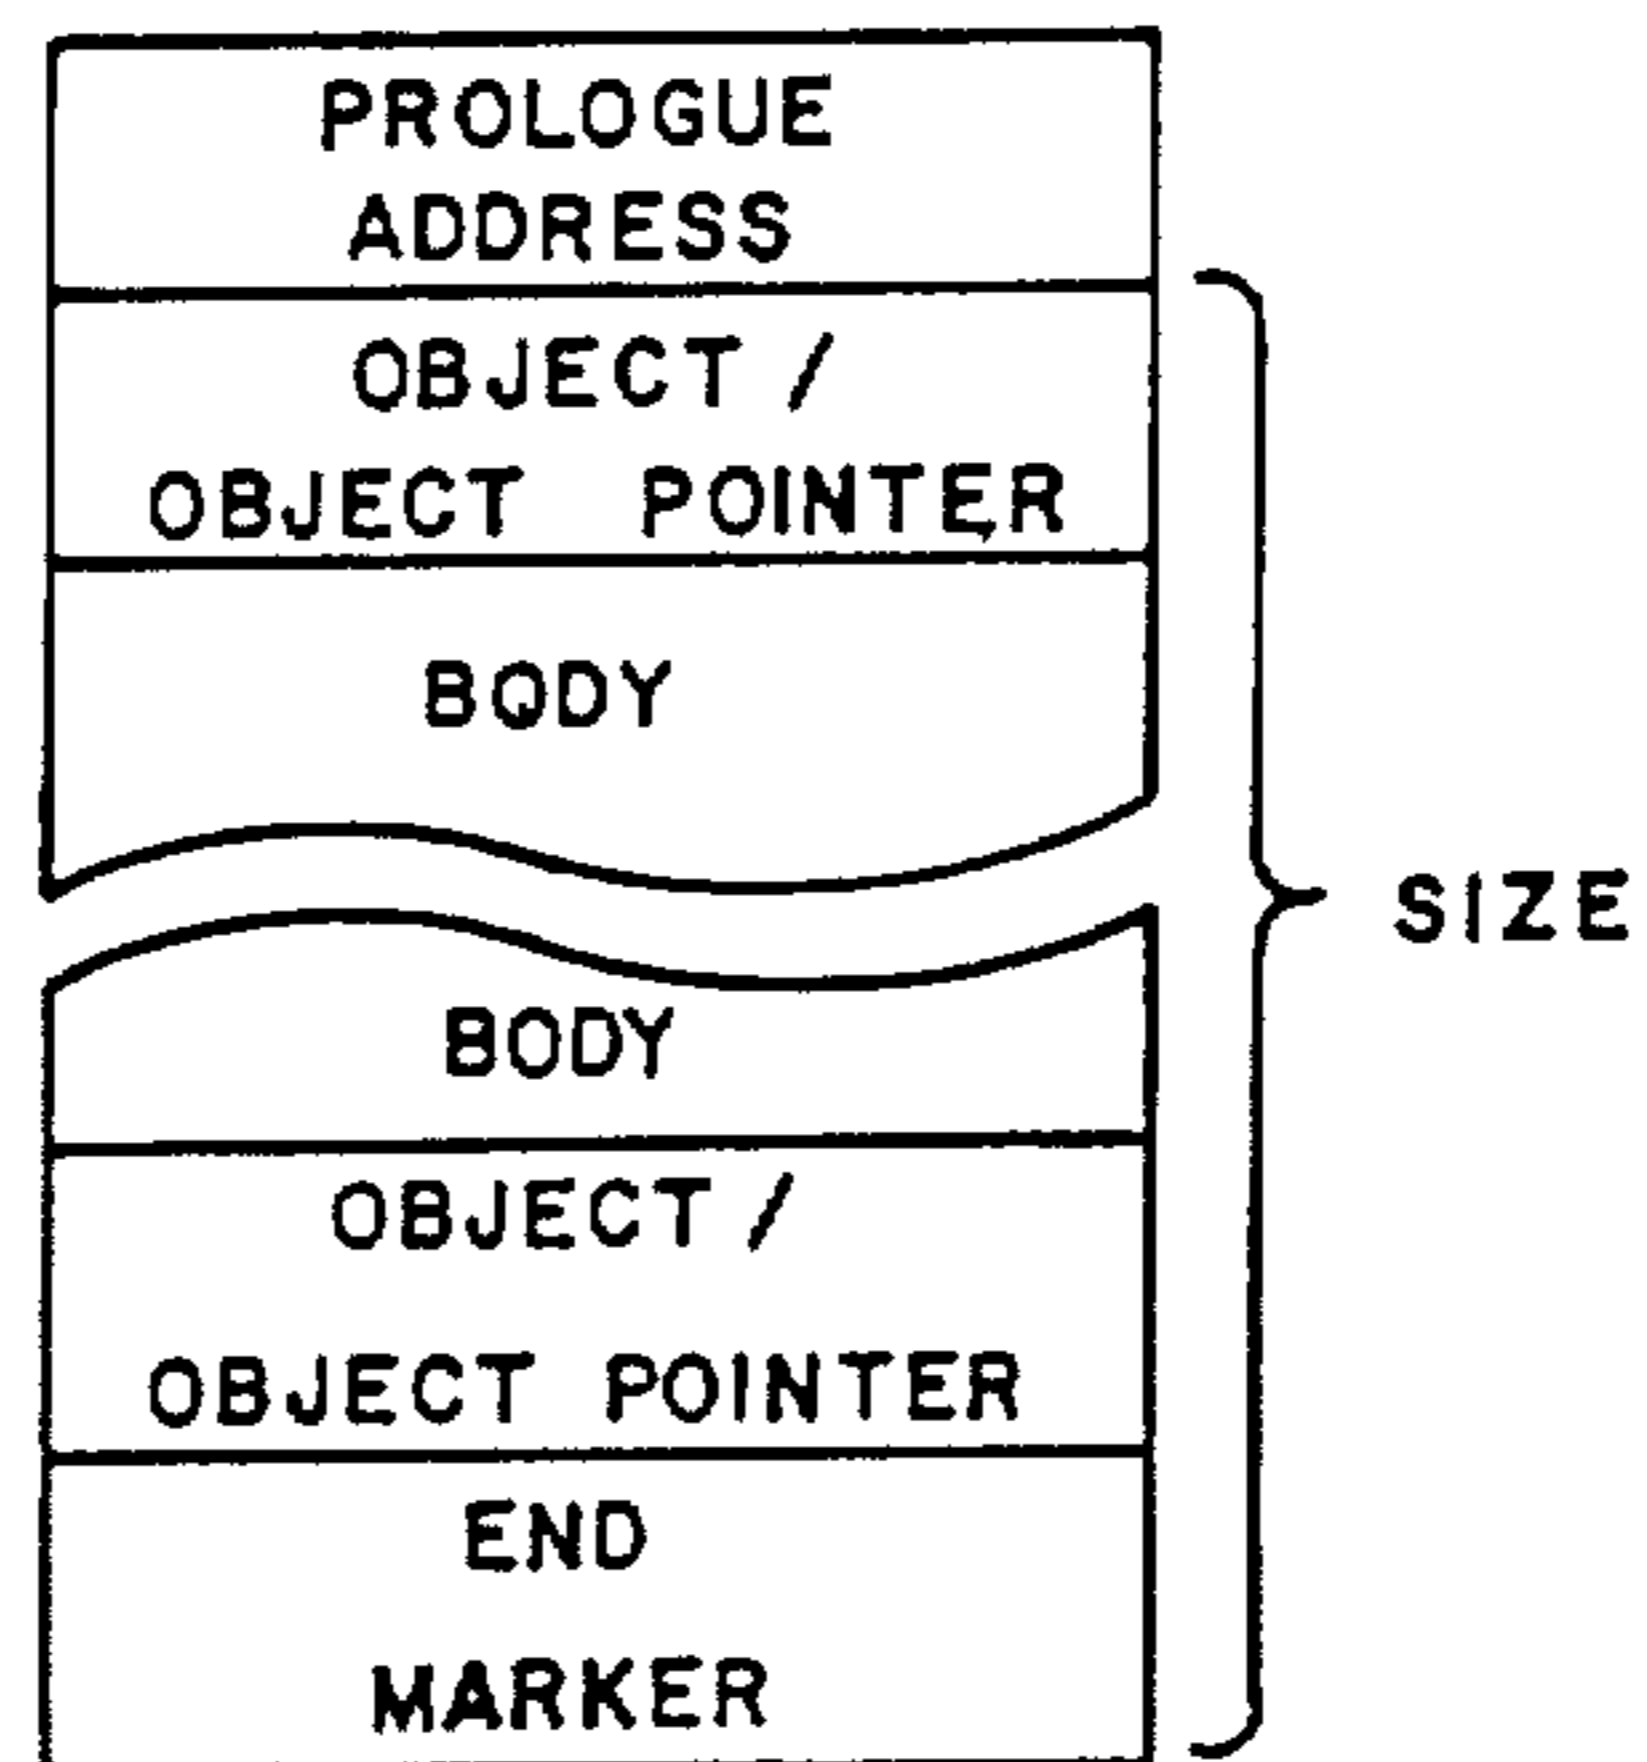 PROLOGUE
ADDRESS
OBJECT /
OBJECT POINTER
BODY
SIZE
BODY
OBJECT /
OBJECT POINTER
END
MARKER